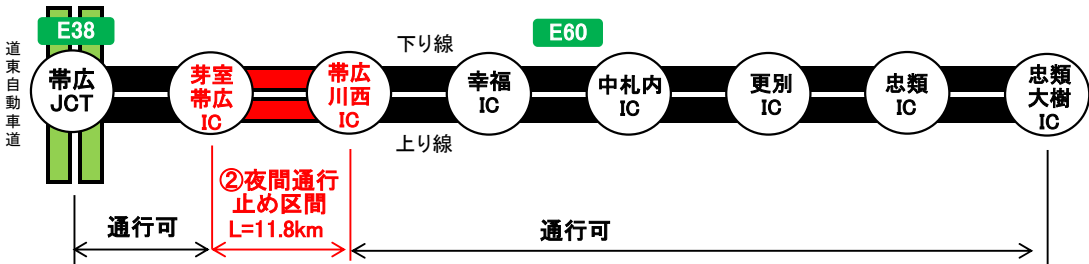 E38
E60
道東自動車道
下り線
帯広
JCT
芽室
帯広
IC
帯広
川西
IC
幸福
IC
中札内
IC
更別
IC
忠類
IC
忠類
大樹
IC
上り線
②夜間通行
止め区間
L=11.8km
通行可
通行可